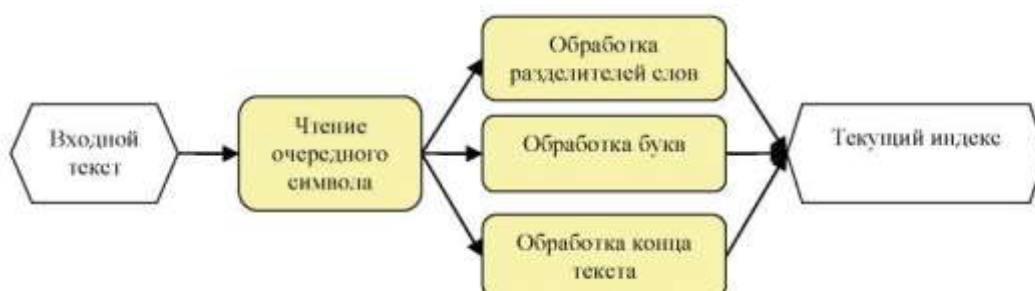 Входной
текст
Чтение
очередного
символа
Обработка
разделителей слов
Обработка букв
Обработка конца
текста
Текущий индекс